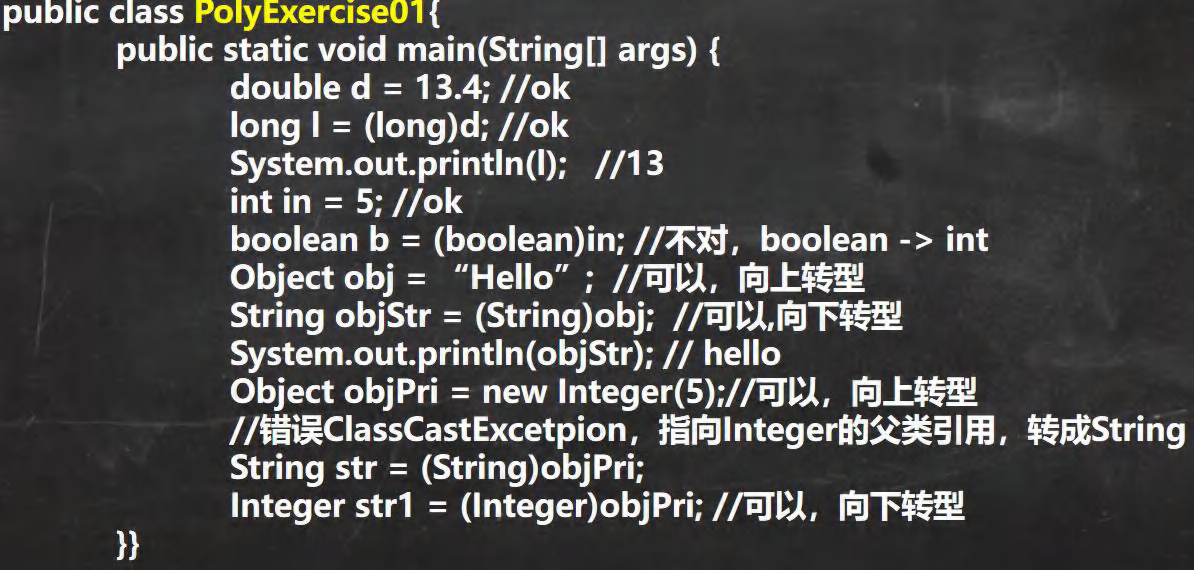 public class PolyExercise01{
public static void main(String[] args) {
double d = 13.4; //ok
long l = (long)d; //ok
System.out.println(l); //13
int in = 5; //ok
boolean b = (boolean)in; //不对，boolean -> int
Object obj = “Hello”; //可以，向上转型
String objStr = (String)obj; //可以,向下转型
System.out.println(objStr); // hello
Object objPri = new Integer(5);//可以，向上转型
//错误ClassCastExcetpion，指向Integer的父类引用，转成String
String str = (String)objPri;
Integer str1 = (Integer)objPri; //可以，向下转型
}}